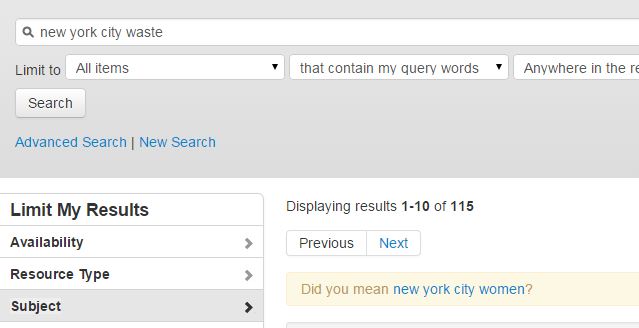 new york city waste
Limit to All items that contain my query words Anywhere in the re
Search
Advanced Search | New Search
Limit My Results
Availability
Resource Type
Subject
Displaying results 1-10 of 115
Previous Next
Did you mean new york city women?